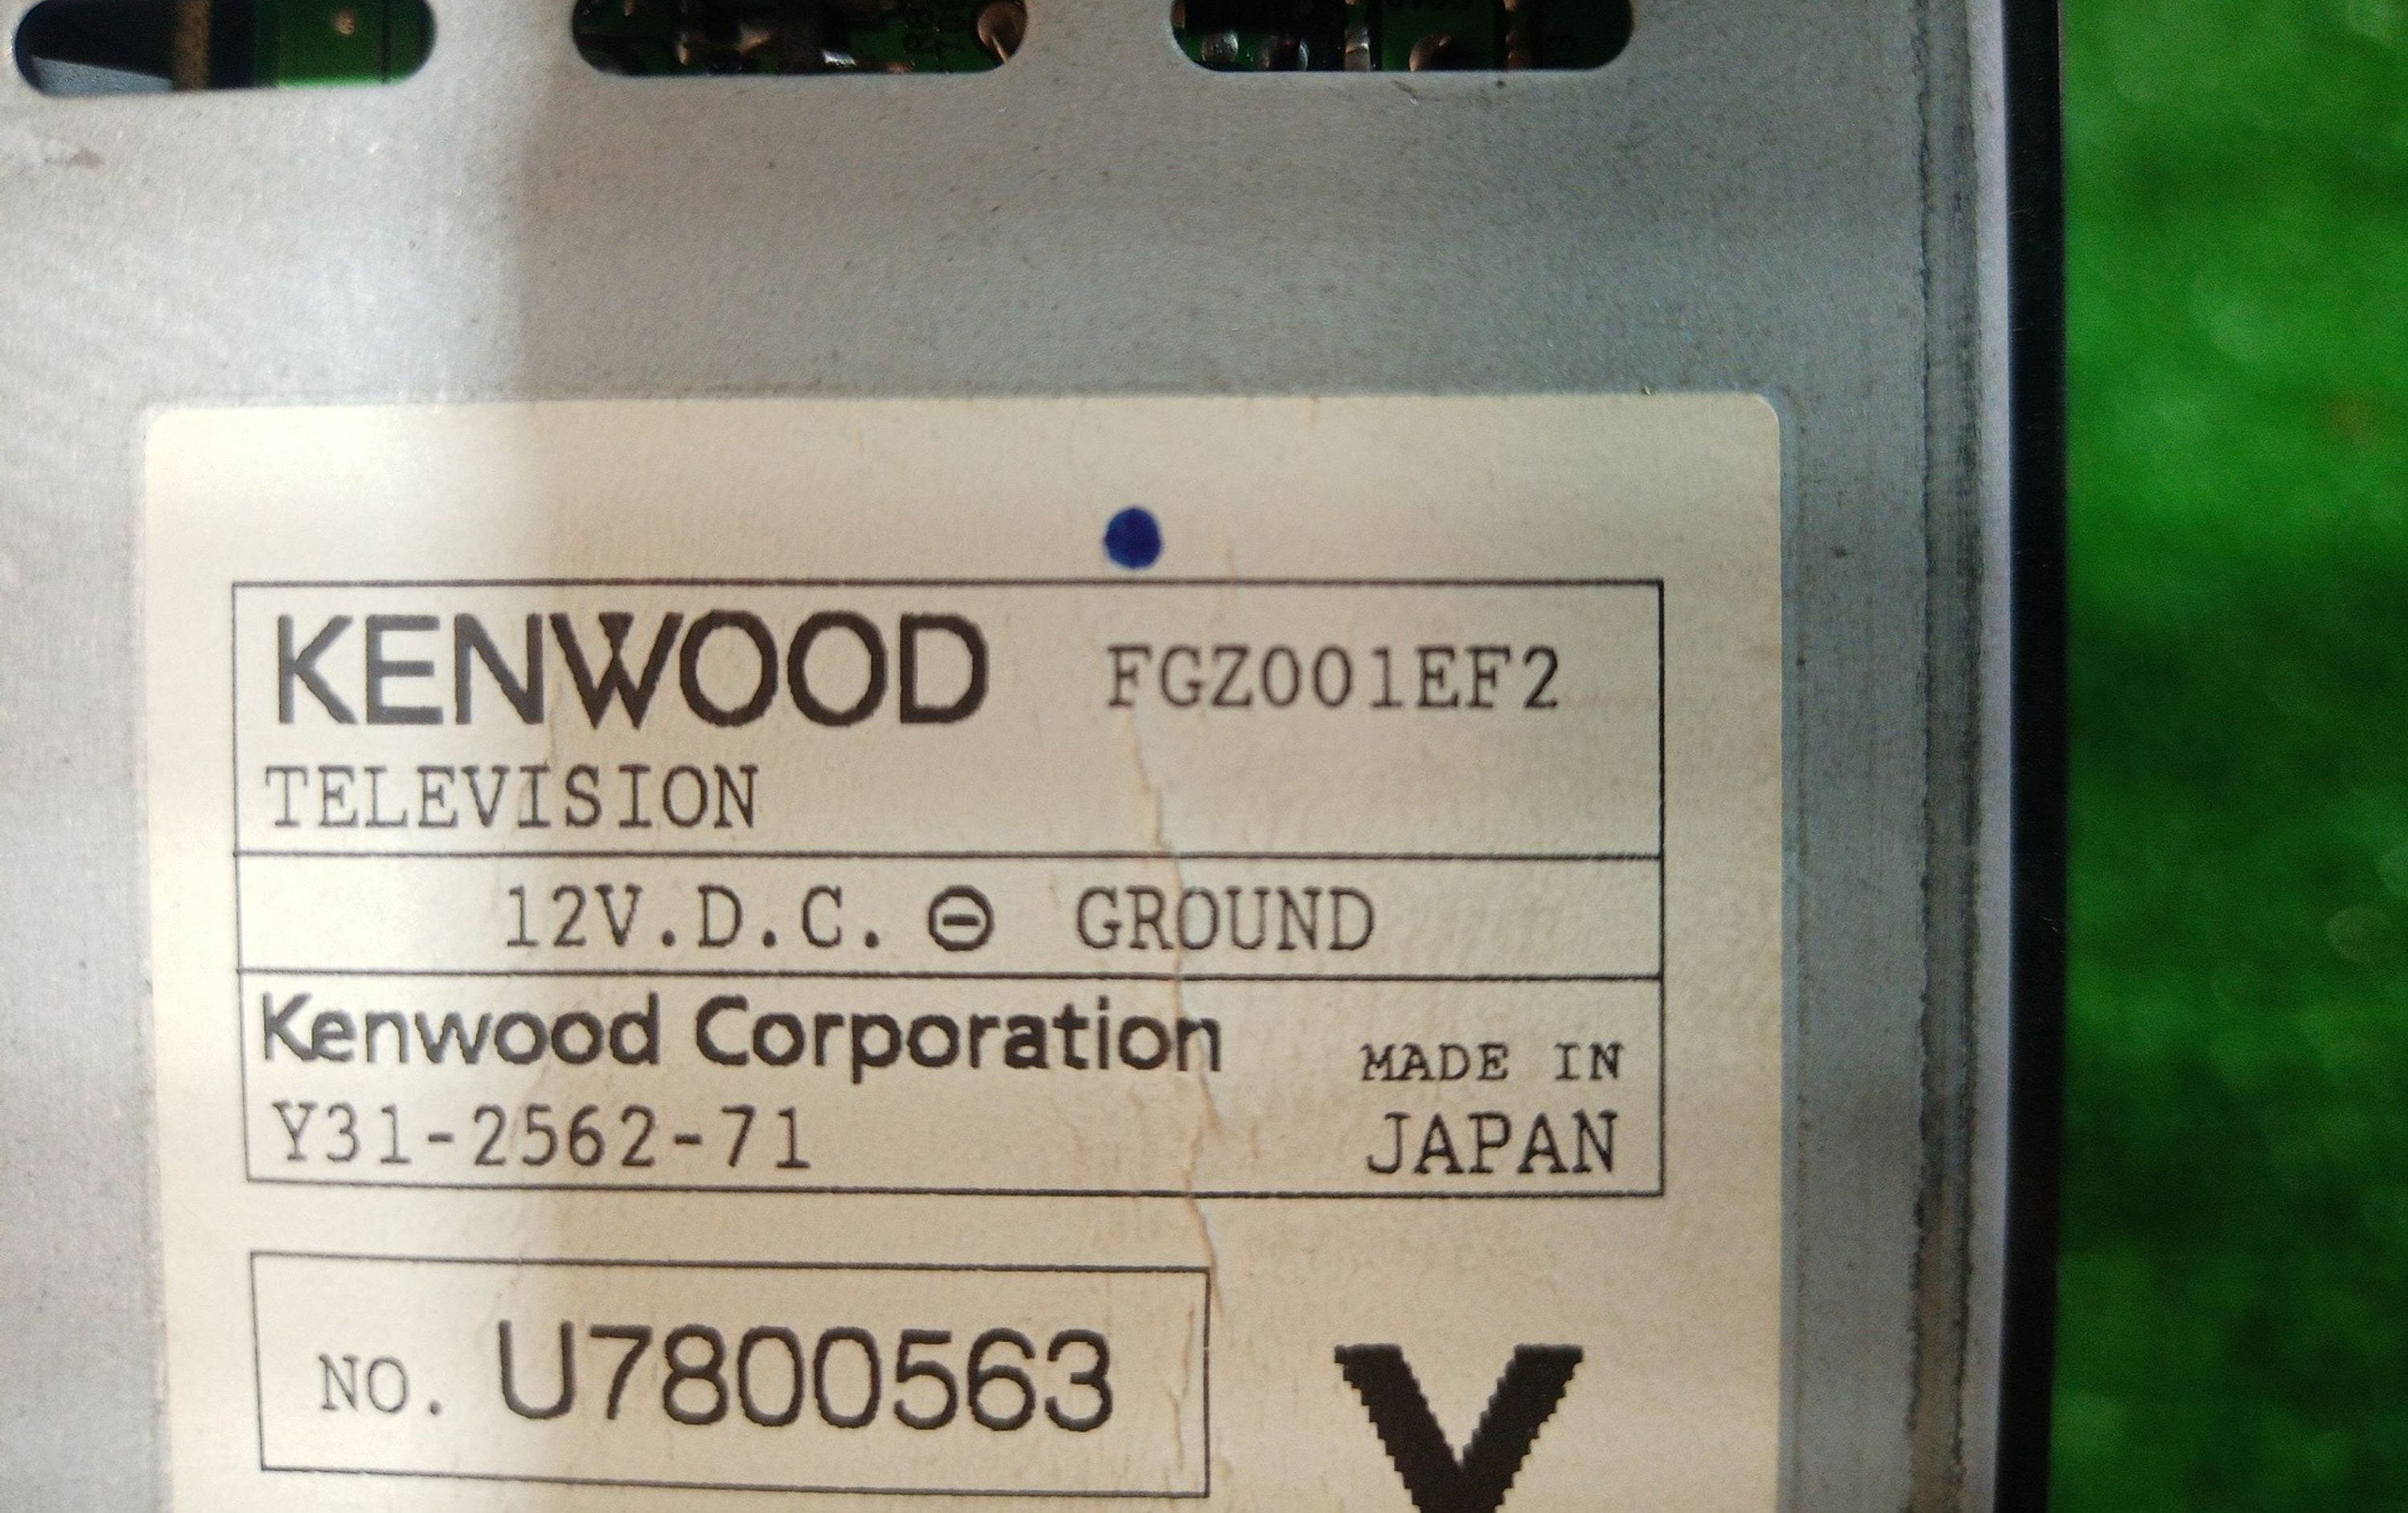 KENWOOD FGZ001EF2
TELEVISION
12V.D.C. ⊖ GROUND
Kenwood Corporation
Y31-2562-71
MADE IN
JAPAN
NO. U7800563
Y